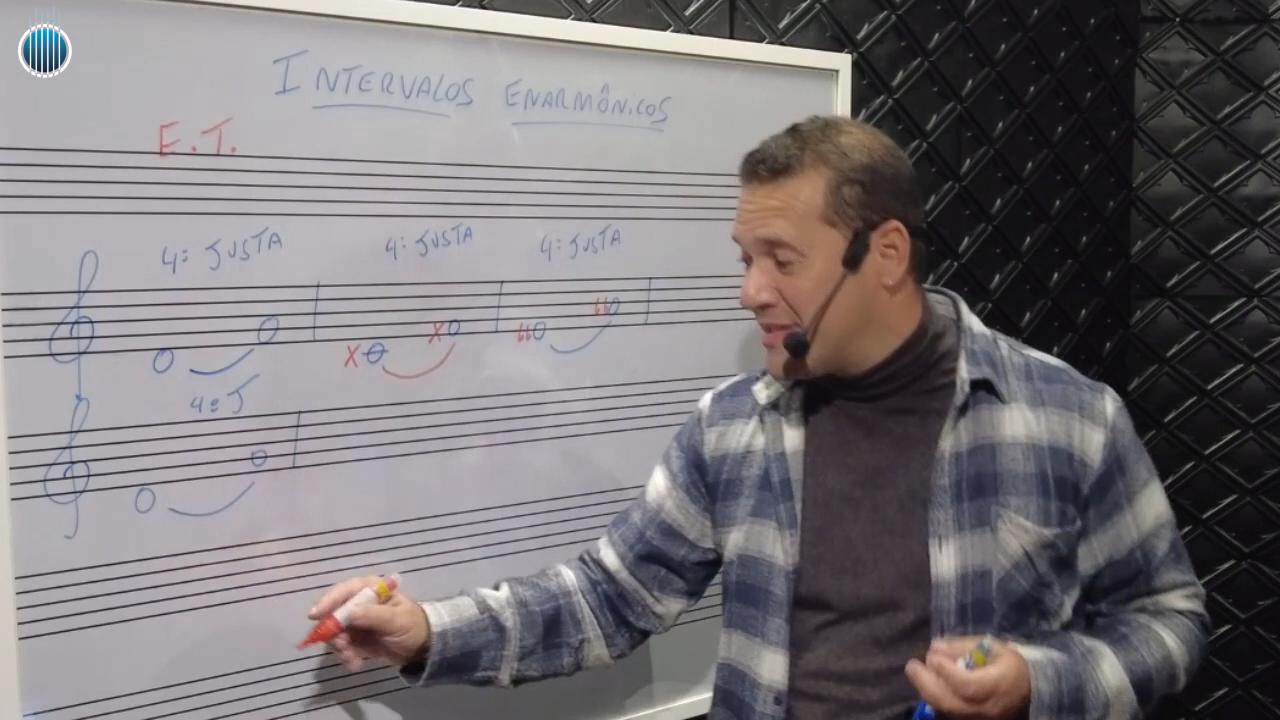 INTERVALOS ENARMÔNICOS
E.T.
4ª JUSTA 4ª JUSTA 4ª JUSTA
4ª J